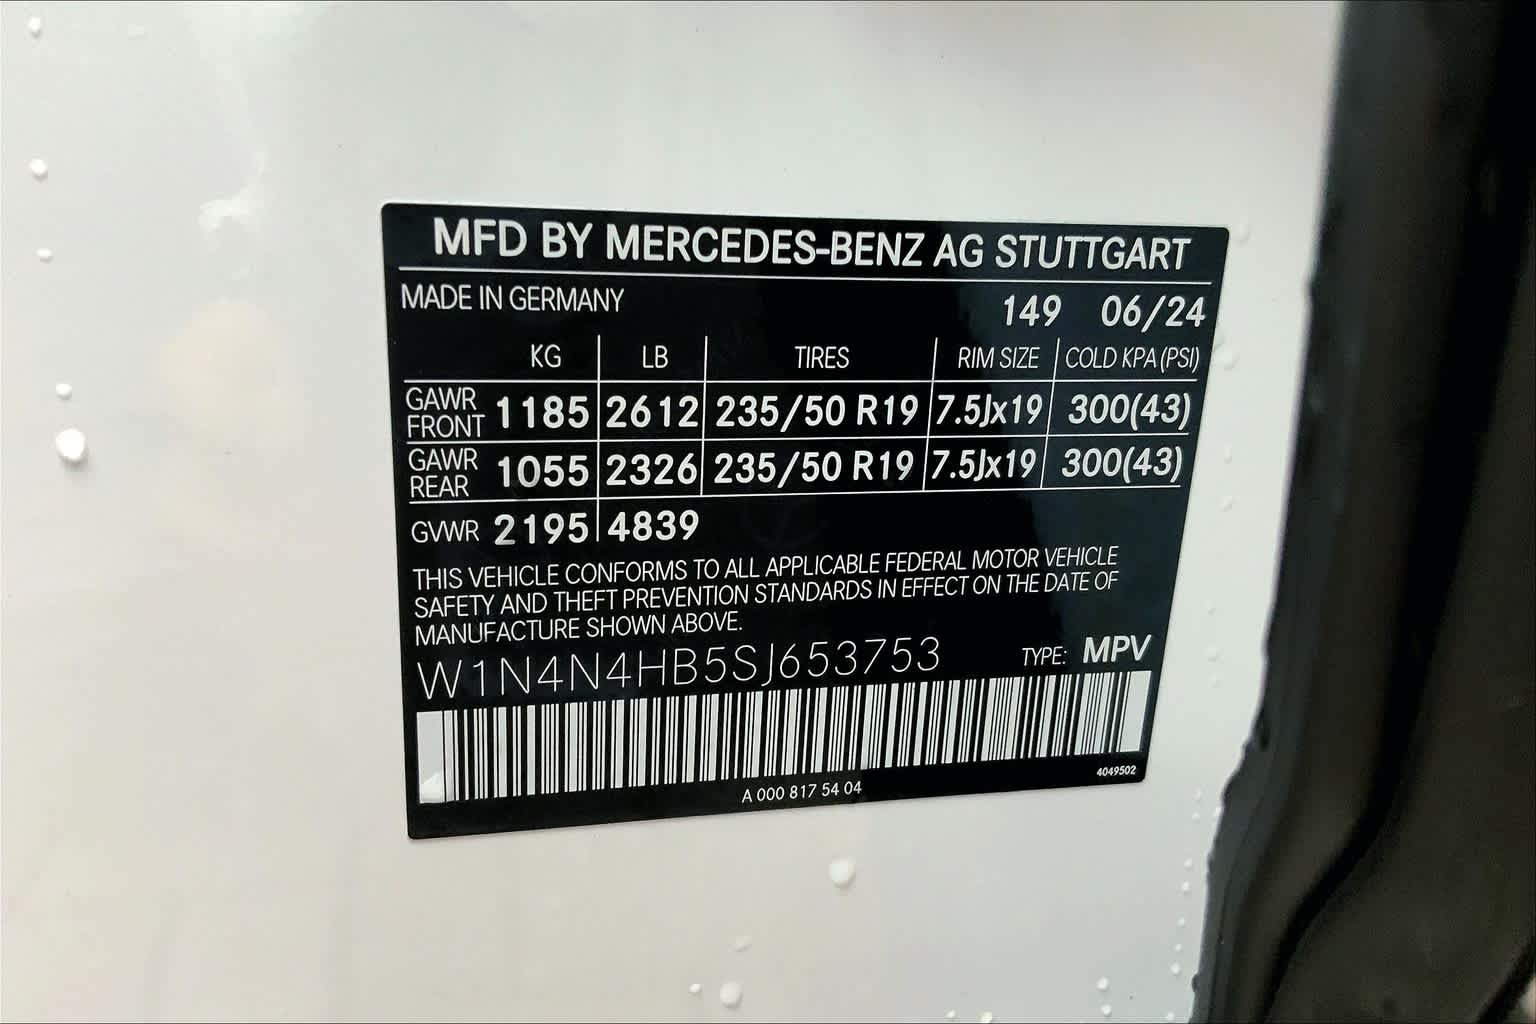 MFD BY MERCEDES-BENZ AG STUTTGART
MADE IN GERMANY 149 06/24
KG LB TIRES RIM SIZE COLD KPA (PSI)
GAWR FRONT 1185 2612 235/50 R19 7.5Jx19 300(43)
GAWR REAR 1055 2326 235/50 R19 7.5Jx19 300(43)
GVWR 2195 4839
THIS VEHICLE CONFORMS TO ALL APPLICABLE FEDERAL MOTOR VEHICLE
SAFETY AND THEFT PREVENTION STANDARDS IN EFFECT ON THE DATE OF
MANUFACTURE SHOWN ABOVE.
W1N4N4HB5SJ653753 TYPE: MPV
4049502
A 000 817 54 04